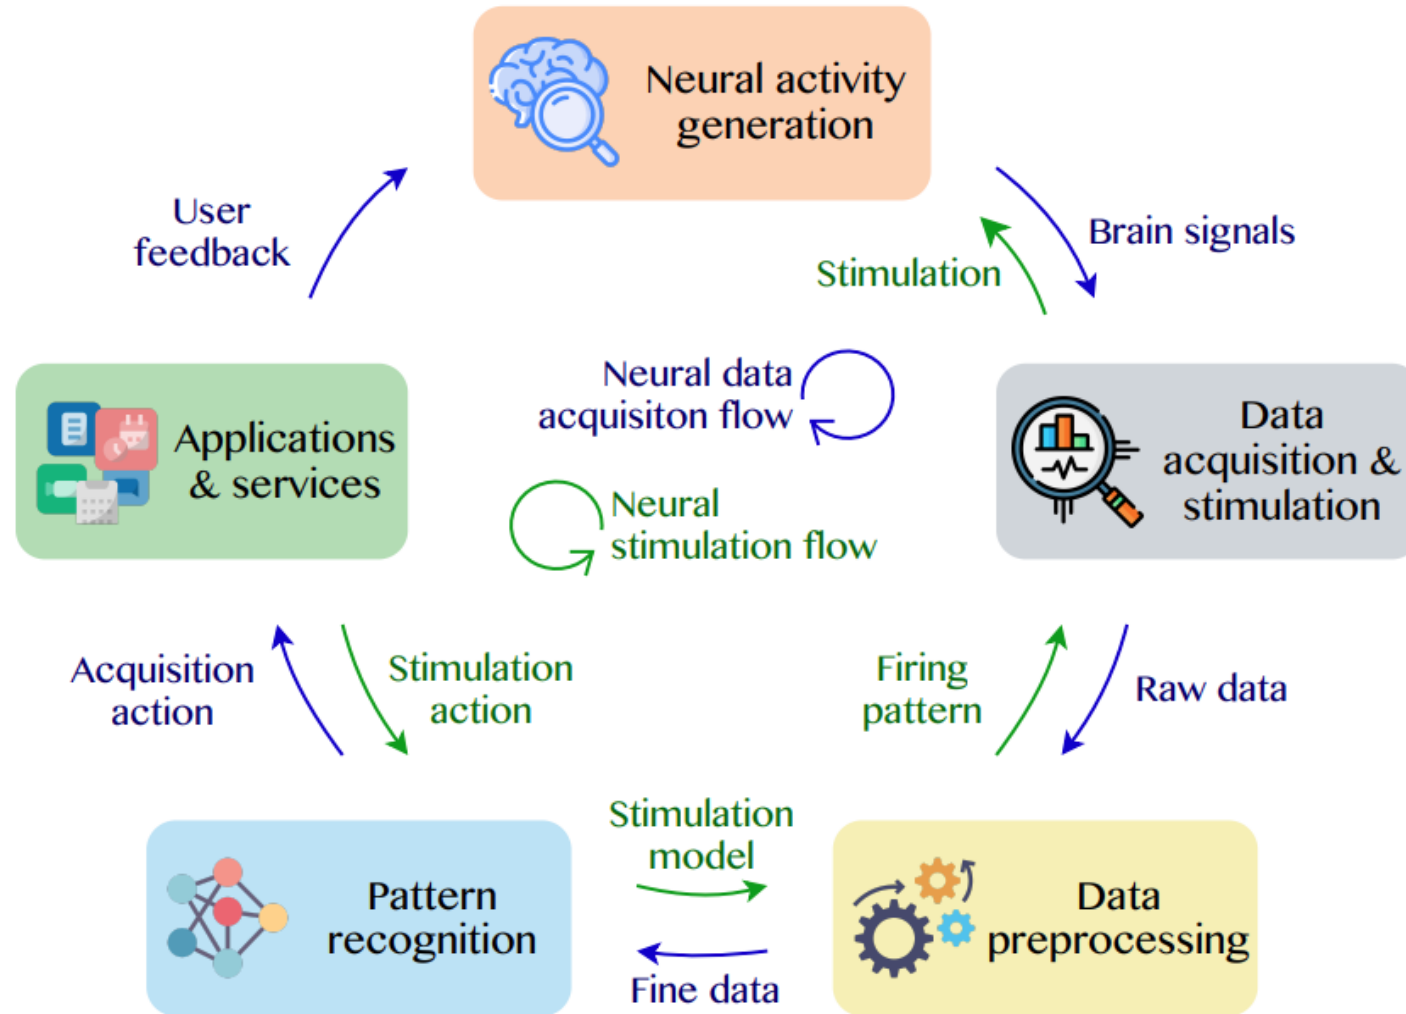 Neural activity
generation
User
feedback
Brain signals
Stimulation
Neural data
acquisiton flow
Applications
& services
Data
acquisition &
stimulation
Neural
stimulation flow
Acquisition
action
Stimulation
action
Firing
pattern
Raw data
Stimulation
model
Pattern
recognition
Data
preprocessing
Fine data